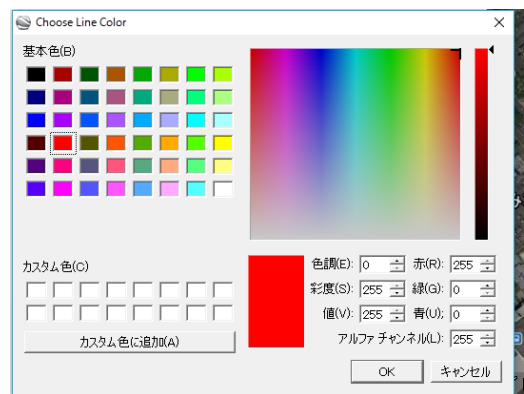 Choose Line Color
基本色(B)
カスタム色(C)
カスタム色に追加(A)
色調(E): 0 赤(R): 255
彩度(S): 255 緑(G): 0
値(V): 255 青(U); 0
アルファ チャンネル(L): 255
OK キャンセル